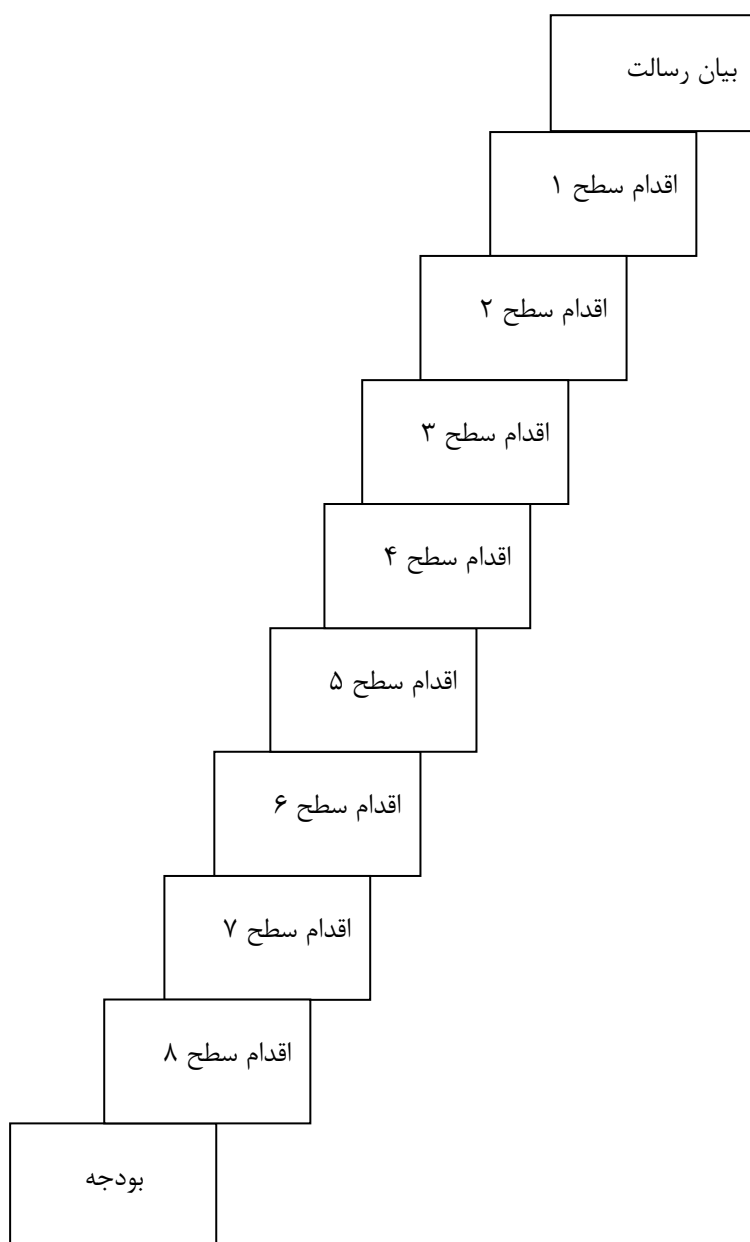 بیان رسالت
اقدام سطح ۱
اقدام سطح ۲
اقدام سطح ۳
اقدام سطح ۴
اقدام سطح ۵
اقدام سطح ۶
اقدام سطح ۷
اقدام سطح ۸
بودجه